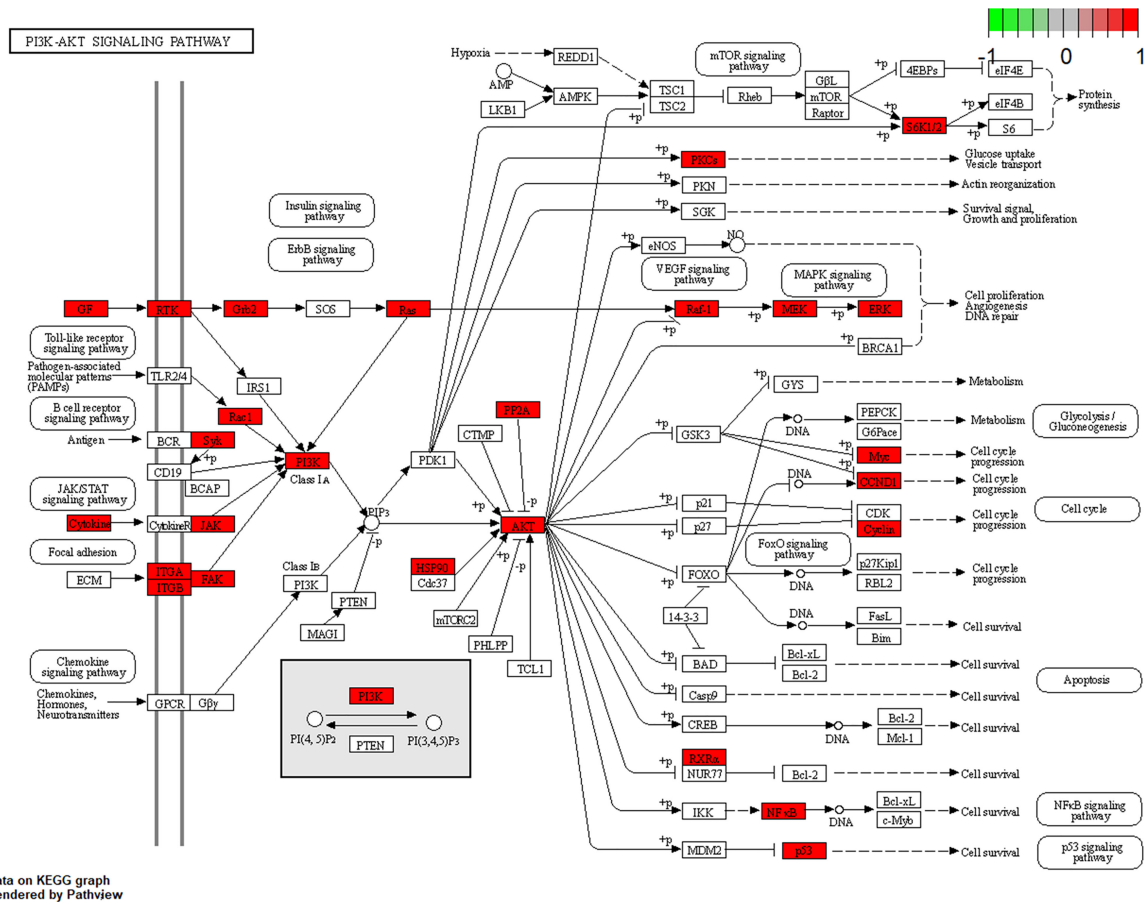 PI3K-AKT SIGNALING PATHWAY
-1 0 1
Hypoxia
REDD1
mTOR signaling
pathway
AMP
LKB1
AMPK
TSC1
TSC2
+p
Rheb
GβL
mTOR
Raptor
+p
4EBPs
eIF4E
+p
+p
S6K1/2
eIF4B
+p
S6
Protein
synthesis
+p
PKCs
Glucose uptake
Vesicle transport
+p
PKN
Actin reorganization
+p
SGK
Survival signal,
Growth and proliferation
Insulin signaling
pathway
ErbB signaling
pathway
+p
eNOS
NO
VEGF signaling
pathway
MAPK signaling
pathway
Cell proliferation
Angiogenesis
DNA repair
GF
RTK
Grb2
SOS
Ras
Raf-1
+p
MEK
+p
ERK
+p
+p
BRCA1
Toll-like receptor
signaling pathway
Pathogen-associated
molecular patterns
(PAMPs)
TLR2/4
IRS1
B cell receptor
signaling pathway
Rac1
Antigen
BCR
Syk
+p
CD19
BCAP
PI3K
Class IA
JAK/STAT
signaling pathway
Cytokine
CytokineR
JAK
Focal adhesion
ECM
ITGA
ITGB
FAK
Chemokine
signaling pathway
Chemokines,
Hormones,
Neurotransmitters
GPCR
Gβγ
PIP3
-p
Class IB
PI3K
PTEN
MAGI
PDK1
CTMP
PP2A
+p
-p
AKT
HSP90
Cdc37
+p
-p
mTORC2
PHLPP
TCL1
PI3K
PI(4, 5)P2
PI(3,4,5)P3
PTEN
+p
GYS
Metabolism
+p
GSK3
DNA
PEPCK
G6Pace
Metabolism
Glycolysis /
Gluconeogenesis
+p
Myc
Cell cycle
progression
+p
DNA
CCND1
Cell cycle
progression
+p
p21
+p
p27
CDK
Cyclin
Cell cycle
progression
Cell cycle
FoxO signaling
pathway
+p
FOXO
DNA
p27Kip1
RBL2
Cell cycle
progression
14-3-3
DNA
FasL
Bim
Cell survival
+p
BAD
Bcl-xL
Bcl-2
Cell survival
Apoptosis
+p
Casp9
Cell survival
+p
CREB
DNA
Bcl-2
Mcl-1
Cell survival
+p
RXRα
NUR77
Bcl-2
Cell survival
+p
IKK
NFκB
DNA
Bcl-xL
c-Myb
Cell survival
NFκB signaling
pathway
+p
MDM2
p53
Cell survival
p53 signaling
pathway
ata on KEGG graph
endered by Pathview